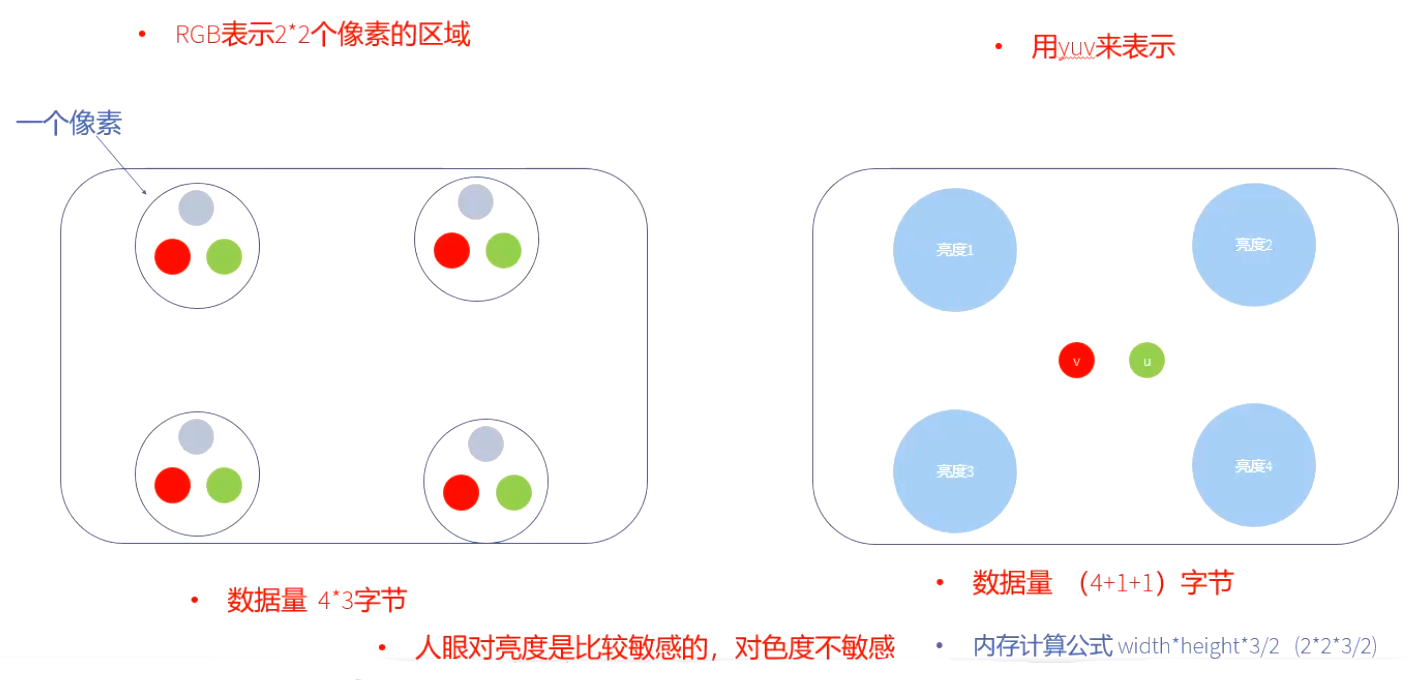 RGB表示2*2个像素的区域
用yuv来表示
一个像素
亮度1
亮度2
v
u
亮度3
亮度4
数据量 4*3字节
数据量 （4+1+1）字节
人眼对亮度是比较敏感的，对色度不敏感
内存计算公式 width*height*3/2 (2*2*3/2)